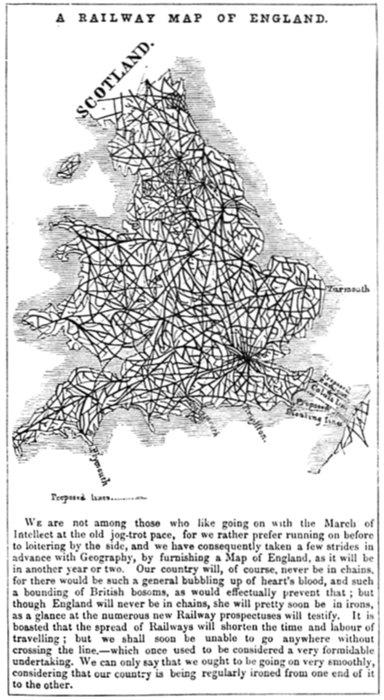 A RAILWAY MAP OF ENGLAND.
SCOTLAND.
Yarmouth
Plymouth
Brighton.
Proposed lines
WE are not among those who like going on with the March of
Intellect at the old jog-trot pace, for we rather prefer running on before
to loitering by the side, and we have consequently taken a few strides in
advance with Geography, by furnishing a Map of England, as it will be
in another year or two. Our country will, of course, never be in chains,
for there would be such a general bubbling up of heart's blood, and such
a bounding of British bosoms, as would effectually prevent that ; but
though England will never be in chains, she will pretty soon be in irons,
as a glance at the numerous new Railway prospectuses will testify. It is
boasted that the spread of Railways will shorten the time and labour of
travelling ; but we shall soon be unable to go anywhere without
crossing the line,—which once used to be considered a very formidable
undertaking. We can only say that we ought to be going on very smoothly,
considering that our country is being regularly ironed from one end of it
to the other.